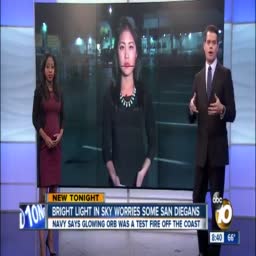 NEW TONIGHT
BRIGHT LIGHT IN SKY WORRIES SOME SAN DIEGANS
NAVY SAYS GLOWING ORB WAS A TEST FIRE OFF THE COAST
abc
10
8:40 66°